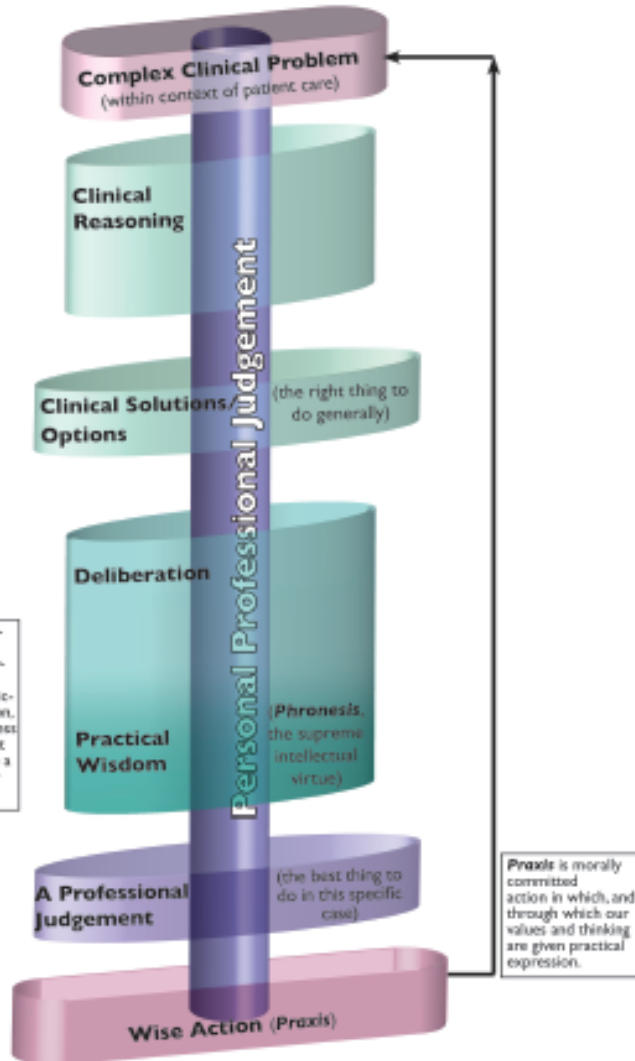 Complex Clinical Problem
(within context of patient care)
Clinical
Reasoning
Personal Professional Judgement
Clinical Solutions/
Options
(the right thing to
do generally)
Deliberation
Practical
Wisdom
(Phronesis,
the supreme
intellectual
virtue)
A Professional
Judgement
(the best thing to
do in this specific
case)
Praxis is morally
committed
action in which, and
through which our
values and thinking
are given practical
expression.
Wise Action (Praxis)